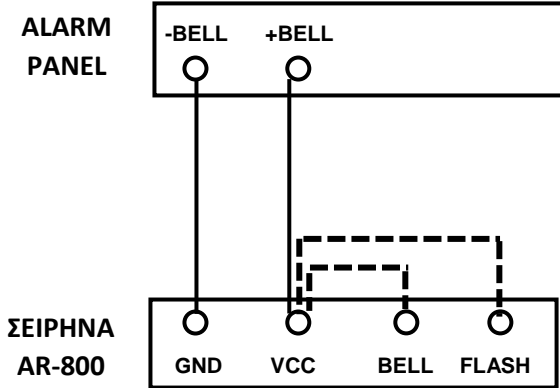 ALARM
PANEL
-BELL +BELL
ΣΕΙΡΗΝΑ
AR-800
GND VCC BELL FLASH